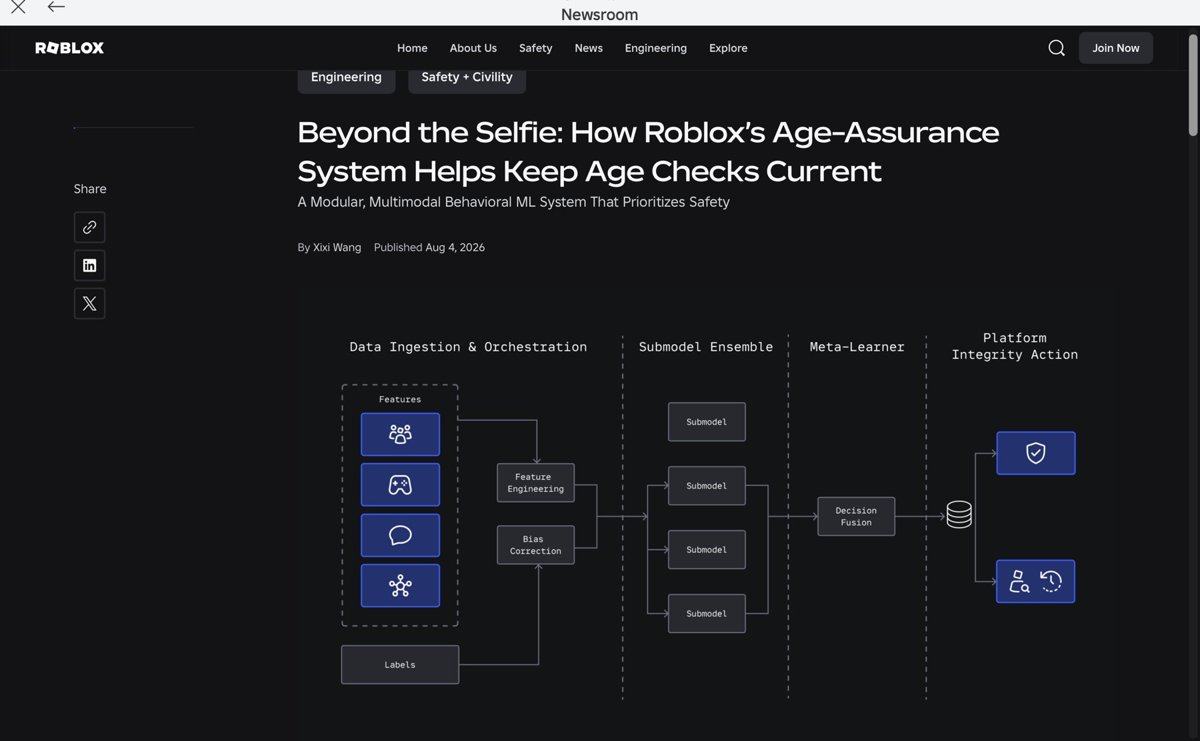 Newsroom
ROBLOX
Home
About Us
Safety
News
Engineering
Explore
Join Now
Engineering
Safety + Civility
Beyond the Selfie: How Roblox's Age-Assurance
System Helps Keep Age Checks Current
A Modular, Multimodal Behavioral ML System That Prioritizes Safety
By Xixi Wang Published Aug 4, 2026
Share
Data Ingestion & Orchestration
Submodel Ensemble
Meta-Learner
Platform
Integrity Action
Features
Feature
Engineering
Bias
Correction
Labels
Submodel
Submodel
Submodel
Submodel
Decision
Fusion